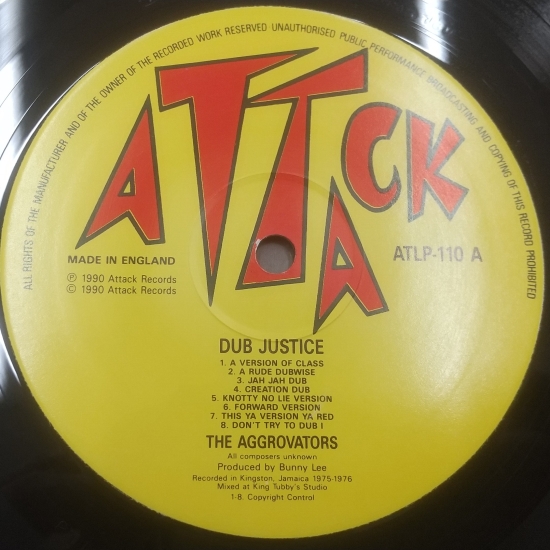 ALL RIGHTS OF THE MANUFACTURER AND OF THE OWNER OF THE RECORDED WORK RESERVED UNAUTHORISED PUBLIC PERFORMANCE BROADCASTING AND COPYING OF THIS RECORD PROHIBITED
ATTACK
MADE IN ENGLAND
ATLP-110 A
℗ 1990 Attack Records
© 1990 Attack Records
DUB JUSTICE
1. A VERSION OF CLASS
2. A RUDE DUBWISE
3. JAH JAH DUB
4. CREATION DUB
5. KNOTTY NO LIE VERSION
6. FORWARD VERSION
7. THIS YA VERSION YA RED
8. DON'T TRY TO DUB I
THE AGGROVATORS
All composers unknown
Produced by Bunny Lee
Recorded in Kingston, Jamaica 1975-1976
Mixed at King Tubby's Studio
1-8. Copyright Control